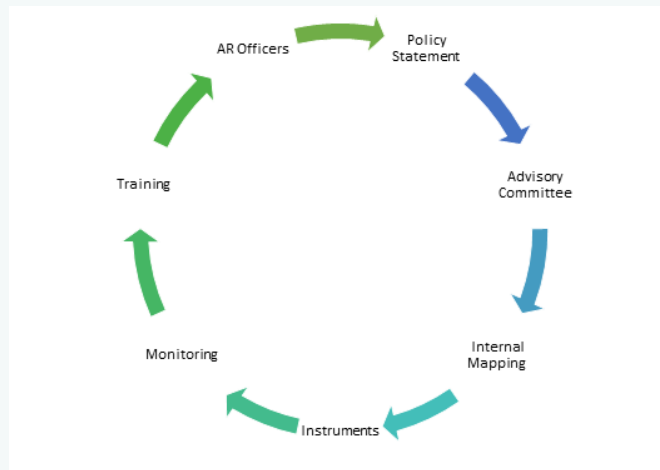 AR Officers
Policy
Statement
Advisory
Committee
Internal
Mapping
Instruments
Monitoring
Training